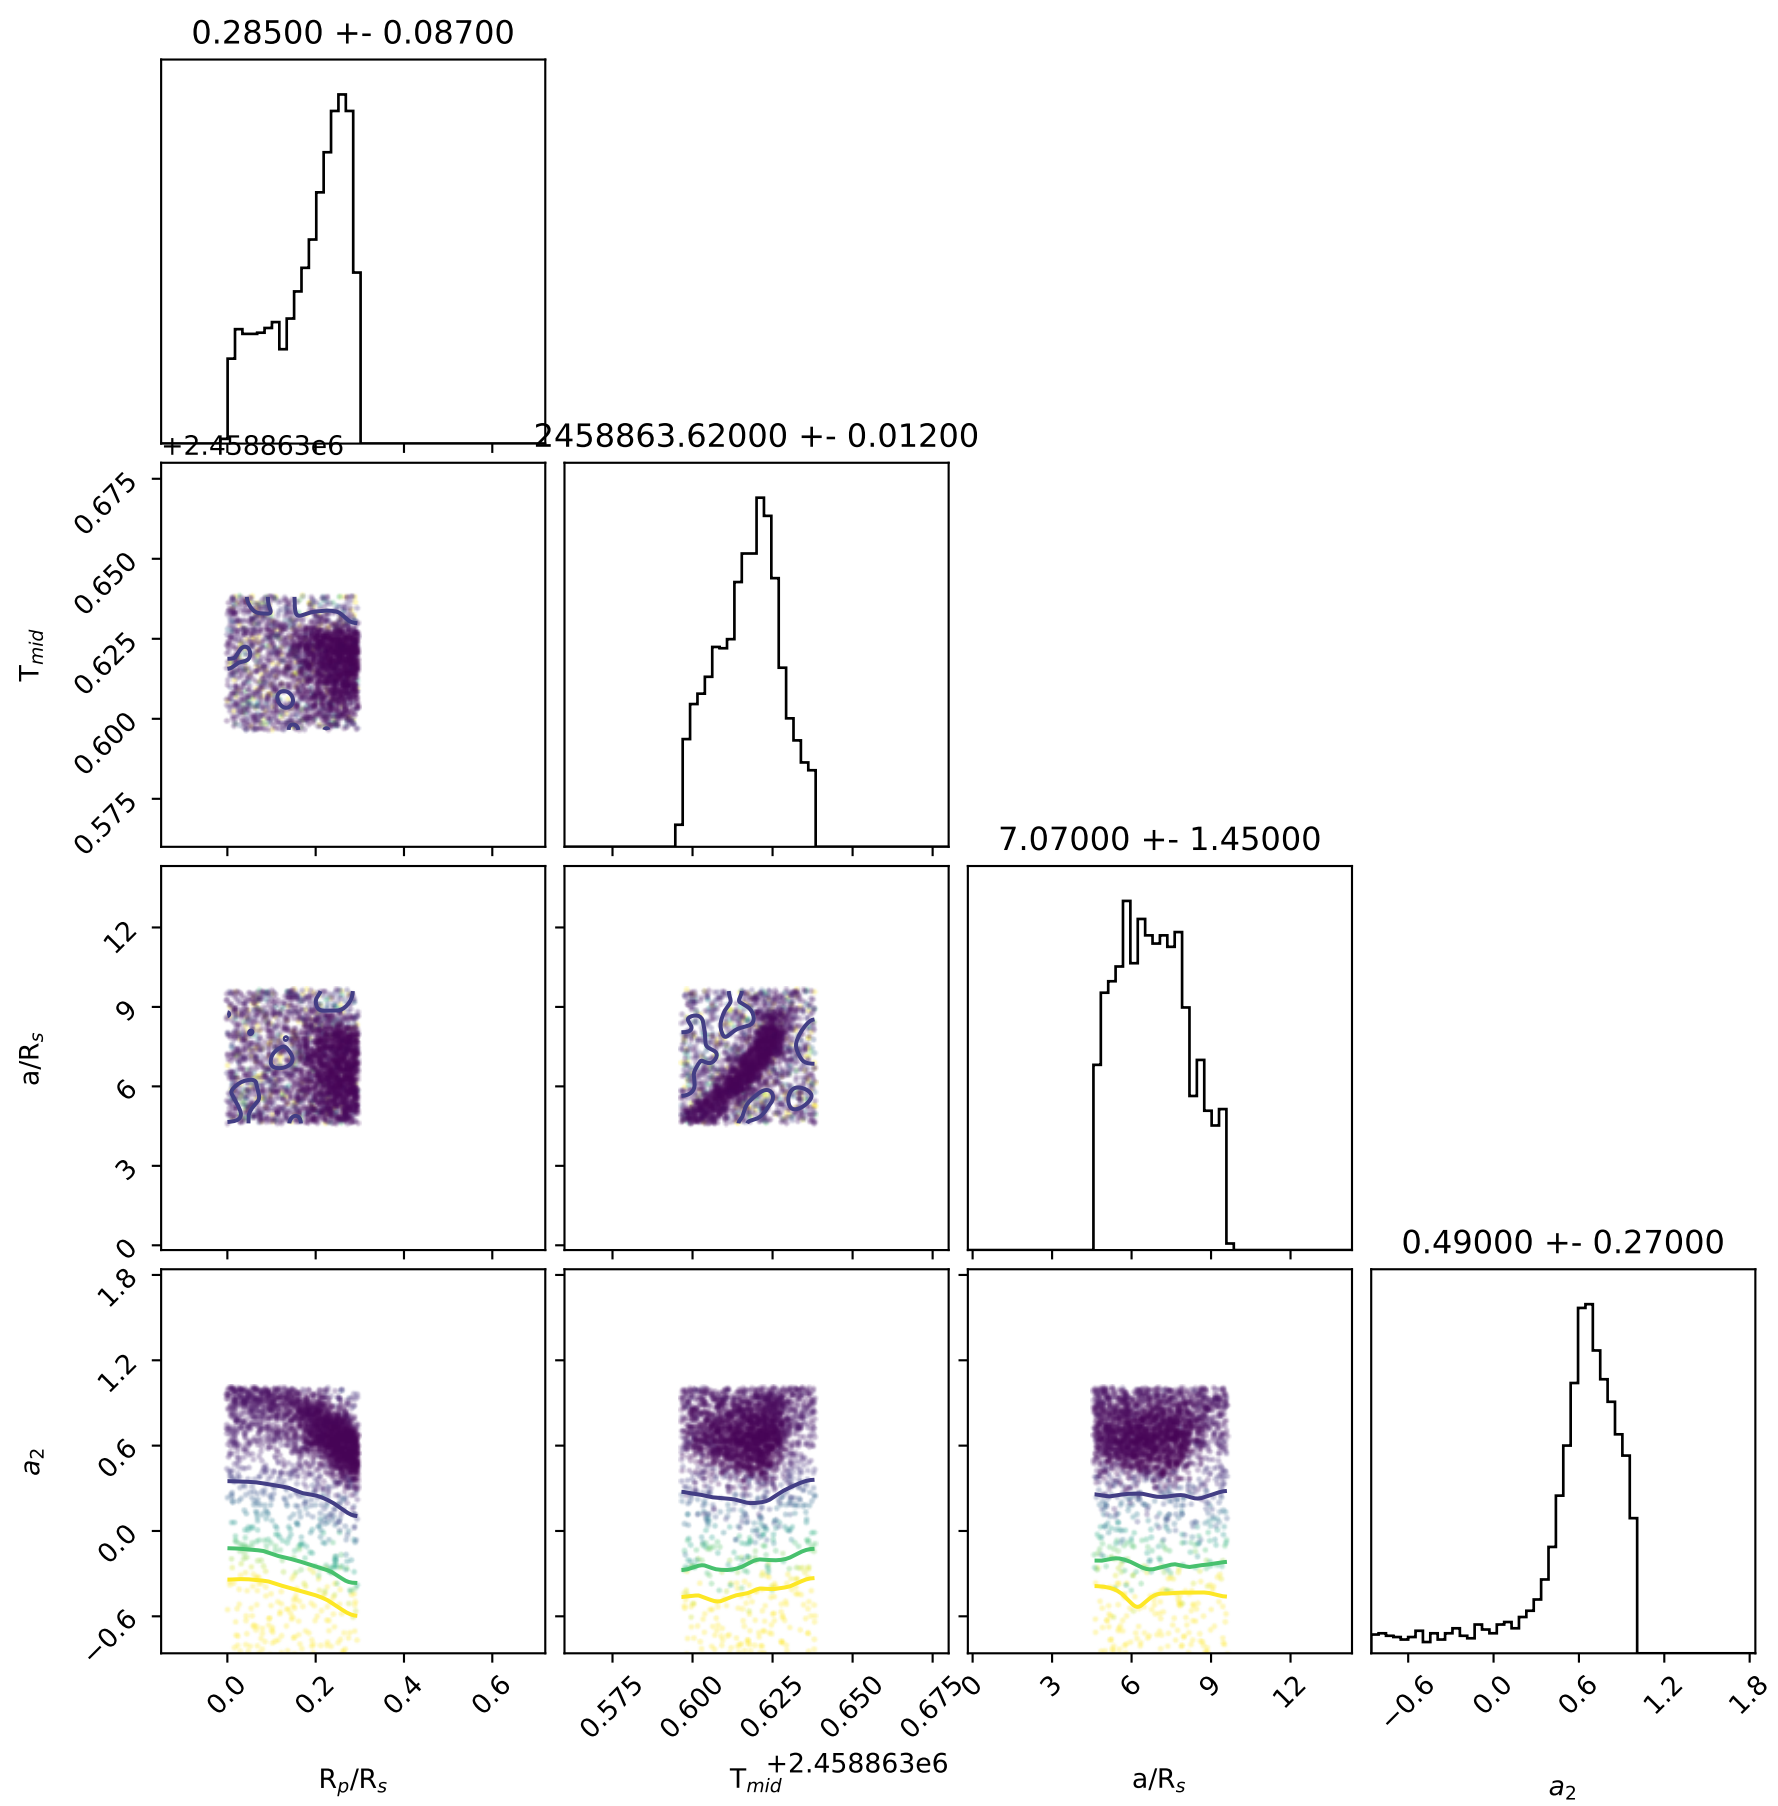 0.28500 +- 0.08700
+2.458863e6
2458863.62000 +- 0.01200
0.675
0.650
0.625
0.600
0.575
T_mid
7.07000 +- 1.45000
12
9
6
3
0
a/R_s
0.49000 +- 0.27000
1.8
1.2
0.6
0.0
−0.6
a_2
0.0 0.2 0.4 0.6
0.575 0.600 0.625 0.650 0.675
0 3 6 9 12
−0.6 0.0 0.6 1.2 1.8
+2.458863e6
R_p/R_s T_mid a/R_s a_2